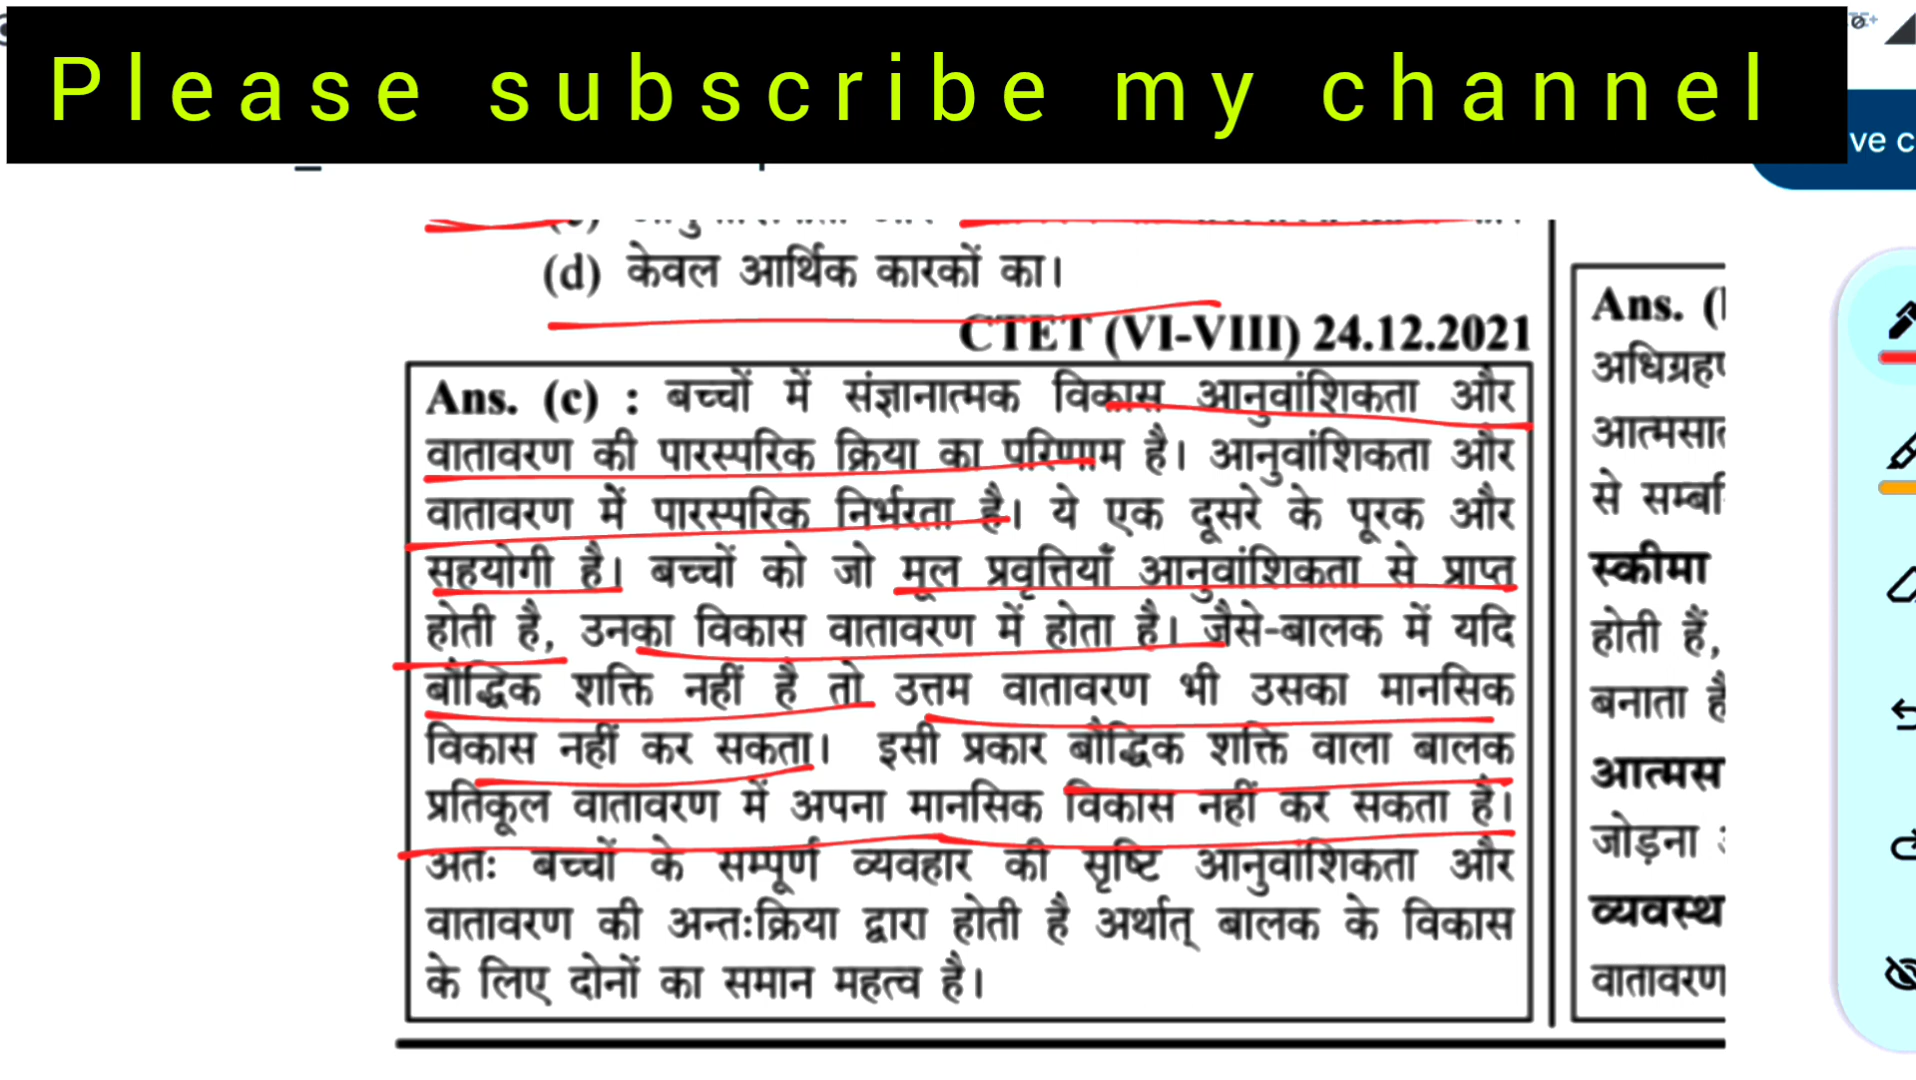 Please subscribe my channel
ve c
(d) केवल आर्थिक कारकों का।
CTET (VI-VIII) 24.12.2021
Ans. (c) : बच्चों में संज्ञानात्मक विकास आनुवांशिकता और
वातावरण की पारस्परिक क्रिया का परिणाम है। आनुवांशिकता और
वातावरण में पारस्परिक निर्भरता है। ये एक दूसरे के पूरक और
सहयोगी है। बच्चों को जो मूल प्रवृत्तियाँ आनुवांशिकता से प्राप्त
होती है, उनका विकास वातावरण में होता है। जैसे-बालक में यदि
बौद्धिक शक्ति नहीं है तो उत्तम वातावरण भी उसका मानसिक
विकास नहीं कर सकता। इसी प्रकार बौद्धिक शक्ति वाला बालक
प्रतिकूल वातावरण में अपना मानसिक विकास नहीं कर सकता है।
अतः बच्चों के सम्पूर्ण व्यवहार की सृष्टि आनुवांशिकता और
वातावरण की अन्तःक्रिया द्वारा होती है अर्थात् बालक के विकास
के लिए दोनों का समान महत्व है।
Ans. (
स्कीमा
होती हैं,
बनाता है
जोड़ना
वातावरण